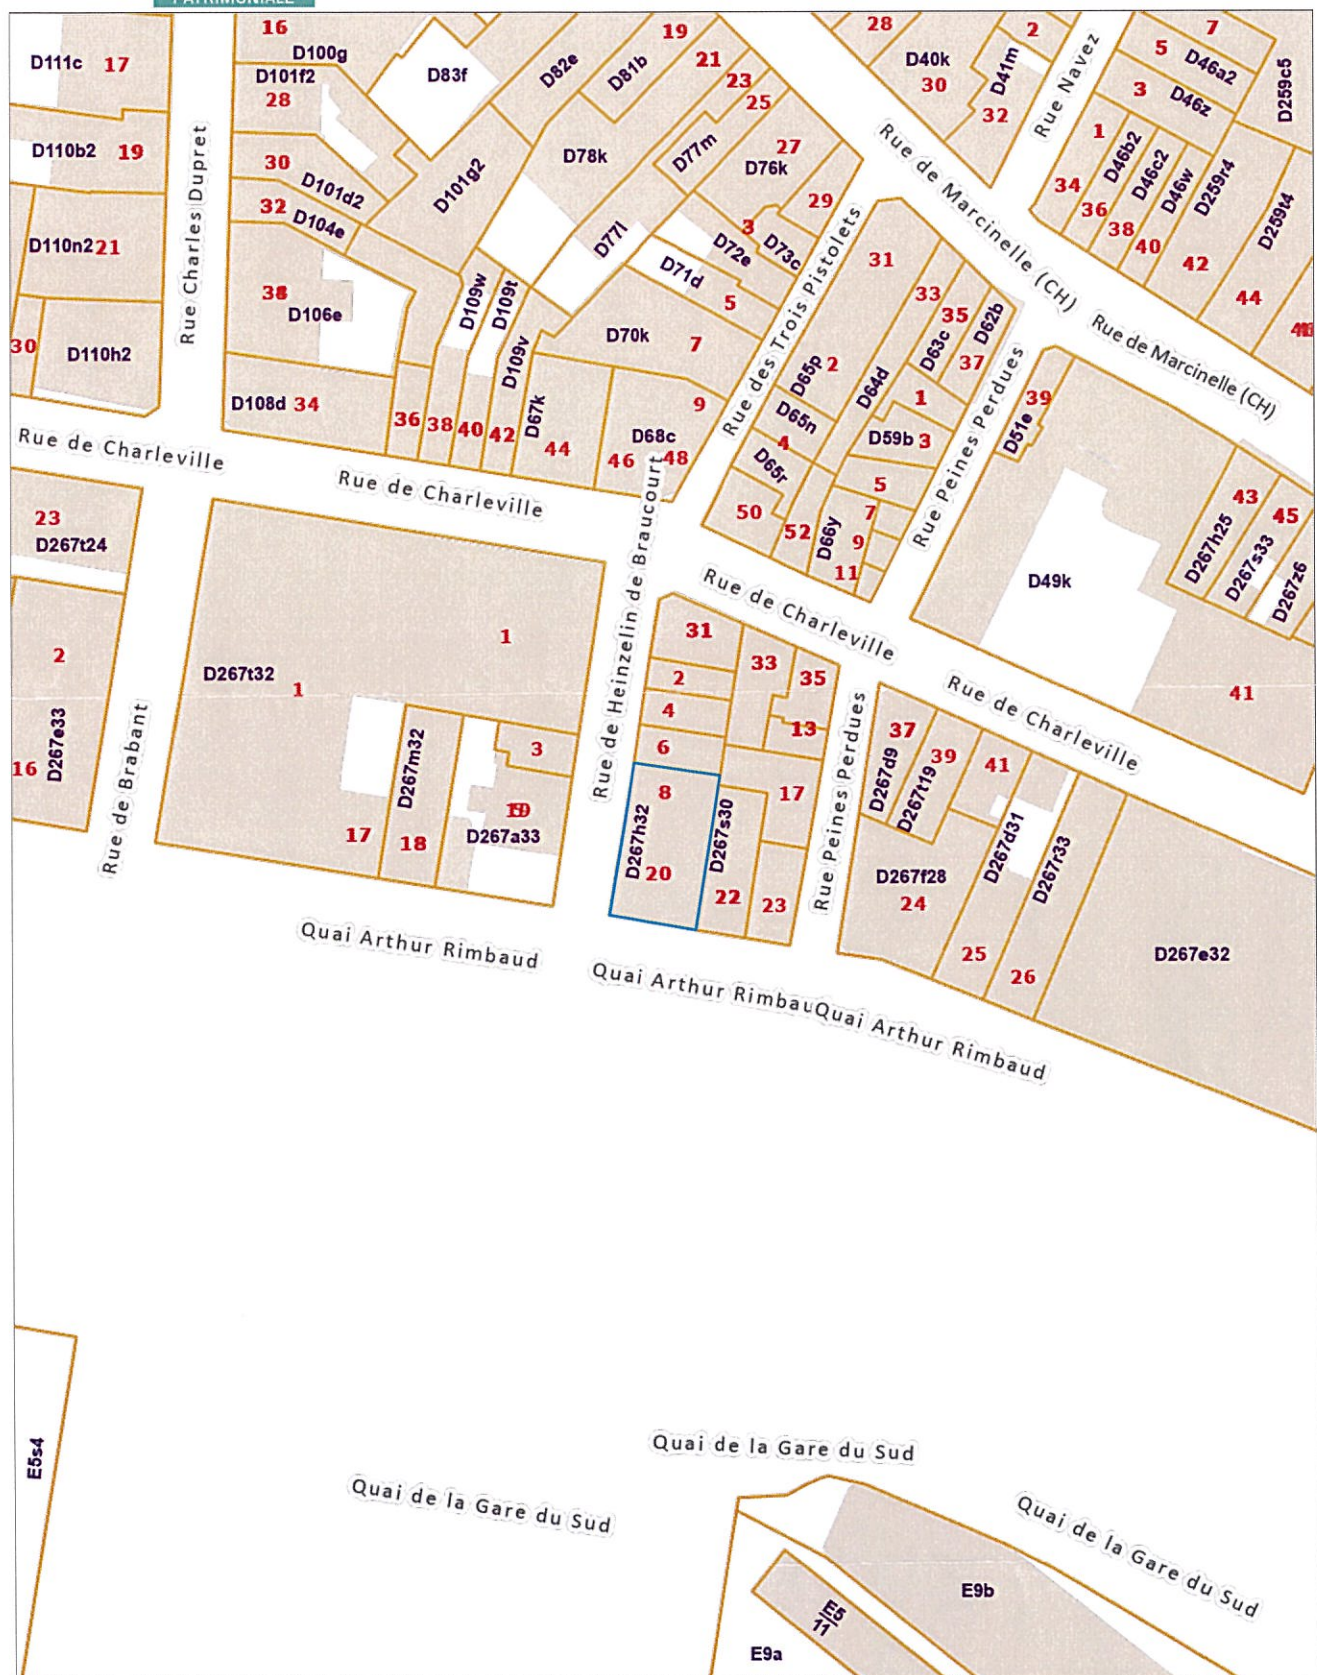 PATRIMONIALE
16
D100g
19
28
2
7
D111c 17
D101f2
D83f
D82e
D81b
21
D40k
D41m
5
D46a2
28
23
30
3
D46z
D259c5
25
32
Rue Navez
D110b2 19
30
D101d2
D101g2
D78k
D77m
27
D76k
1
D46b2
D46c2
D46w
D259r4
D259t4
Rue Charles Dupret
32
D104e
29
34
36
38
40
42
44
Rue de Marcinelle (CH)
D110n2 21
D77l
3
D72e
D73c
D71d
31
33
35
D62b
D106e
D109w
D109t
5
D63c
37
Rue de Marcinelle (CH)
30
D110h2
D109v
D70k
7
Rue des Trois Pistolets
D65p 2
D64d
1
39
D51e
D108d 34
36
38
40
42
D67k
44
9
D68c
46
48
D65n
4
D59b 3
Rue Peines Perdues
Rue de Charleville
Rue de Charleville
D65r
5
50
52
D66y
7
9
11
43
45
D267h25
D267s33
D267z6
23
D267t24
D49k
Rue de Heinzelin de Braucourt
Rue de Charleville
2
1
31
33
35
D267t32
1
2
4
13
Rue de Charleville
41
D267e33
16
Rue de Brabant
D267m32
3
6
37
39
41
D267d9
D267t19
D267a33
17
18
8
D267h32
20
D267s30
22
17
23
Rue Peines Perdues
D267d31
D267r33
D267f28
24
25
26
D267e32
Quai Arthur Rimbaud
Quai Arthur Rimbau
Quai Arthur Rimbaud
E5s4
Quai de la Gare du Sud
Quai de la Gare du Sud
Quai de la Gare du Sud
E9b
E5
11
E9a